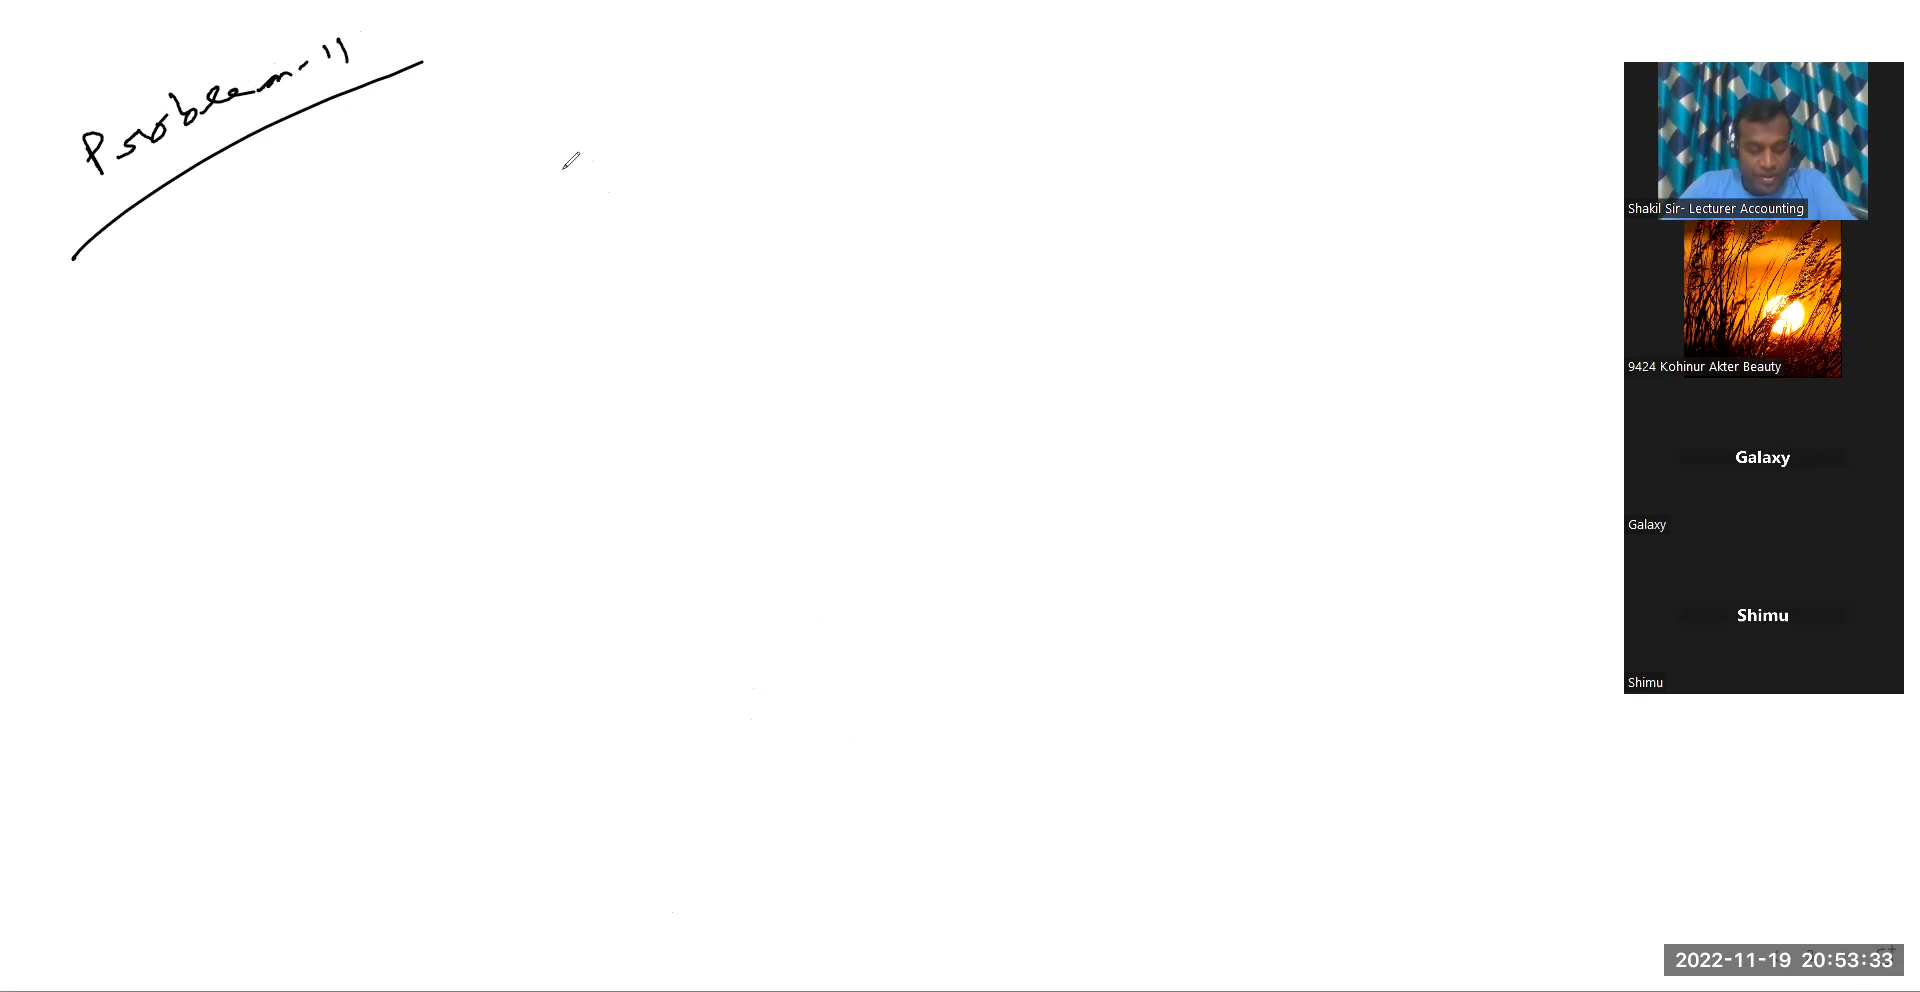 Problem-11
Shakil Sir- Lecturer Accounting
9424 Kohinur Akter Beauty
Galaxy
Galaxy
Shimu
Shimu
2022-11-19 20:53:33